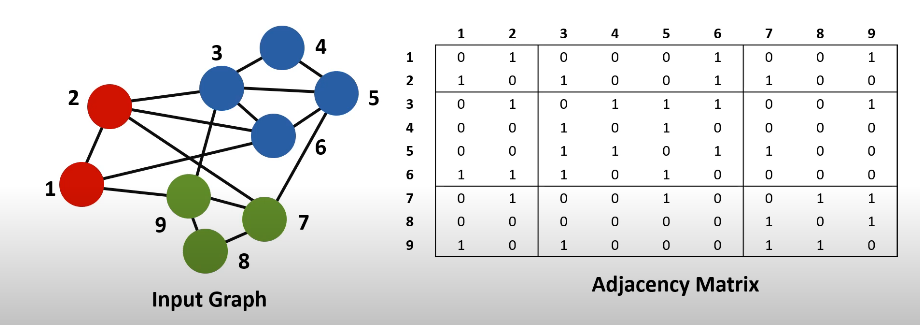 3
4
2
5
6
1
9
7
8
Input Graph
1 2 3 4 5 6 7 8 9
1 0 1 0 0 0 1 0 0 1
2 1 0 1 0 0 1 1 0 0
3 0 1 0 1 1 1 0 0 1
4 0 0 1 0 1 0 0 0 0
5 0 0 1 1 0 1 1 0 0
6 1 1 1 0 1 0 0 0 0
7 0 1 0 0 1 0 0 1 1
8 0 0 0 0 0 0 1 0 1
9 1 0 1 0 0 0 1 1 0
Adjacency Matrix